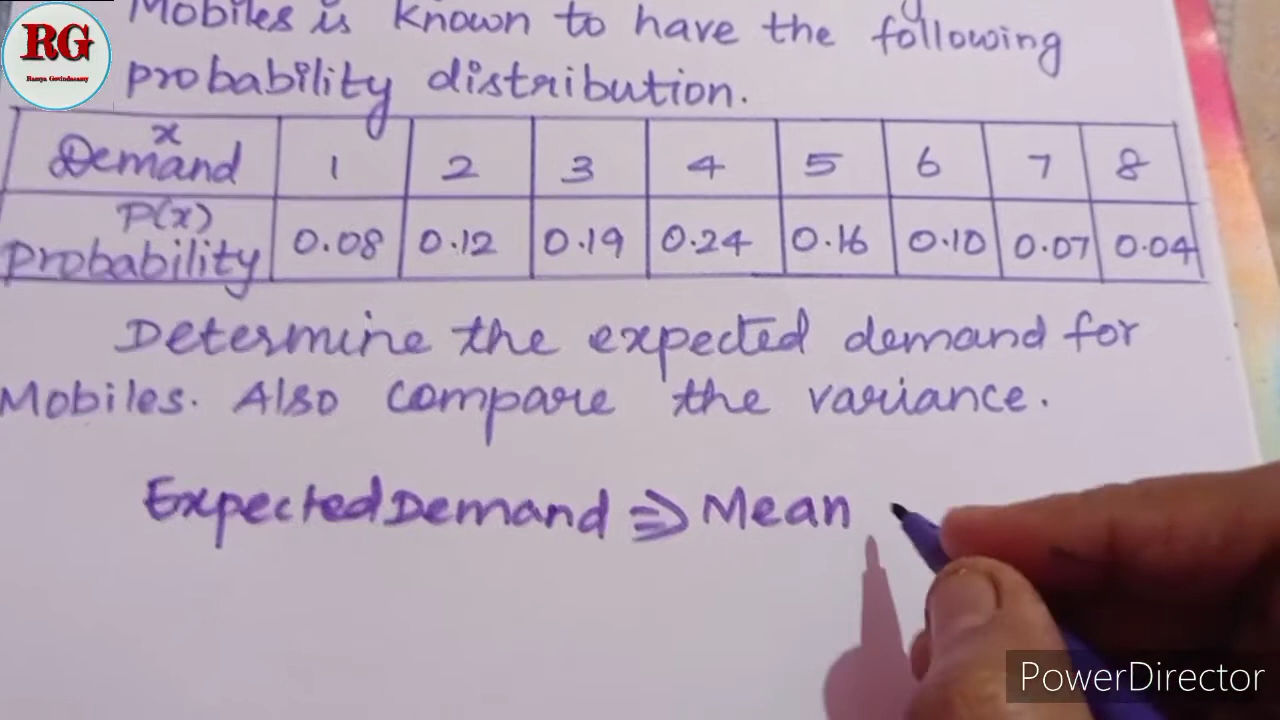 RG
Ramya Govindasamy
Mobiles is known to have the following
probability distribution.
x
Demand 1 2 3 4 5 6 7 8
P(x)
Probability 0.08 0.12 0.19 0.24 0.16 0.10 0.07 0.04
Determine the expected demand for
Mobiles. Also compare the variance.
Expected Demand ⇒ Mean
PowerDirector